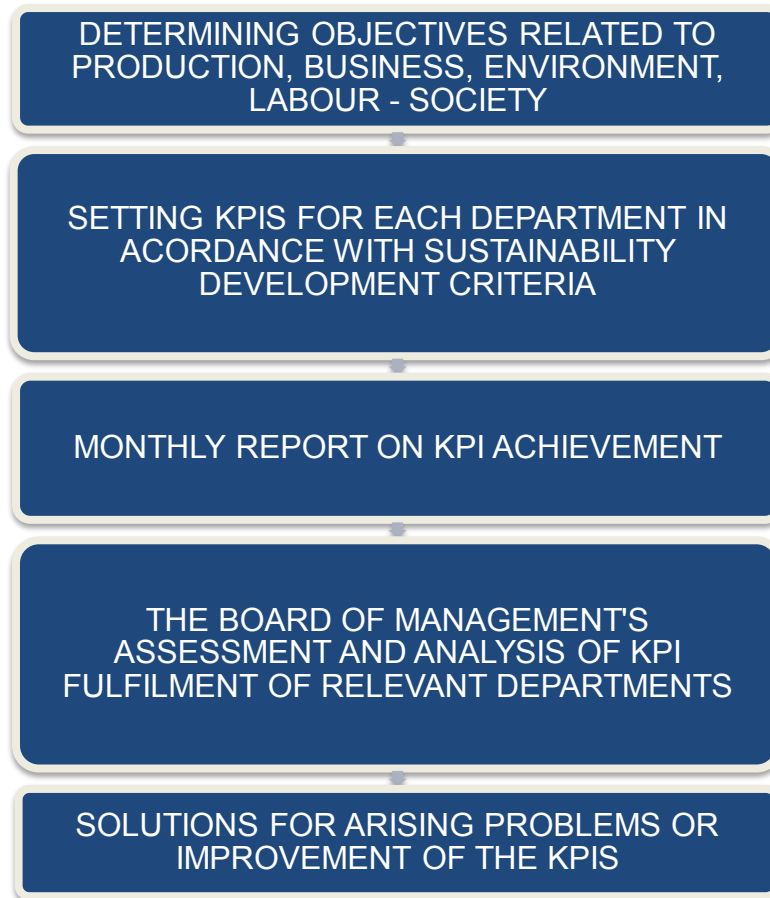 DETERMINING OBJECTIVES RELATED TO
PRODUCTION, BUSINESS, ENVIRONMENT,
LABOUR - SOCIETY
SETTING KPIS FOR EACH DEPARTMENT IN
ACORDANCE WITH SUSTAINABILITY
DEVELOPMENT CRITERIA
MONTHLY REPORT ON KPI ACHIEVEMENT
THE BOARD OF MANAGEMENT'S
ASSESSMENT AND ANALYSIS OF KPI
FULFILMENT OF RELEVANT DEPARTMENTS
SOLUTIONS FOR ARISING PROBLEMS OR
IMPROVEMENT OF THE KPIS